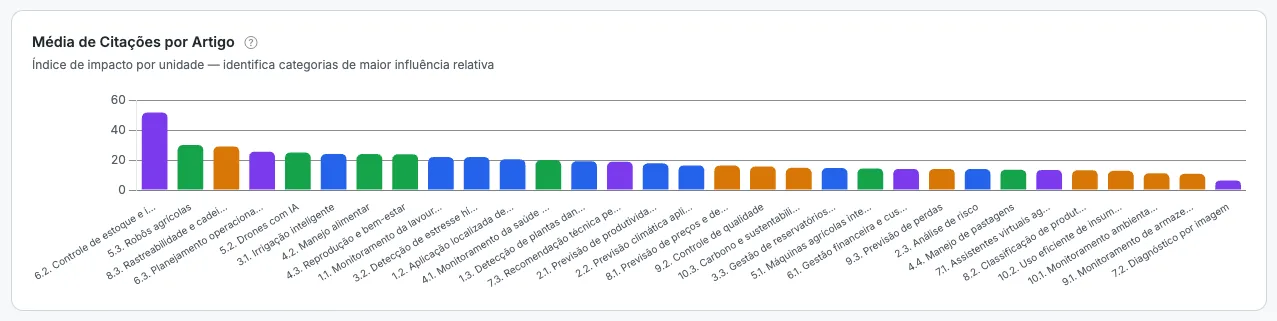 Média de Citações por Artigo ?
Índice de impacto por unidade — identifica categorias de maior influência relativa
60
40
20
0
6.2. Controle de estoque e i...
5.3. Robôs agrícolas
8.3. Rastreabilidade e cadei...
6.3. Planejamento operaciona...
5.2. Drones com IA
3.1. Irrigação inteligente
4.2. Manejo alimentar
4.3. Reprodução e bem-estar
1.1. Monitoramento da lavour...
3.2. Detecção de estresse hí...
1.2. Aplicação localizada de...
4.1. Monitoramento da saúde ...
1.3. Detecção de plantas dan...
7.3. Recomendação técnica pe...
2.1. Previsão de produtivida...
2.2. Previsão climática apli...
8.1. Previsão de preços e de...
9.2. Controle de qualidade
10.3. Carbono e sustentabili...
3.3. Gestão de reservatórios...
5.1. Máquinas agrícolas inte...
6.1. Gestão financeira e cus...
9.3. Previsão de perdas
2.3. Análise de risco
4.4. Manejo de pastagens
7.1. Assistentes virtuais ag...
8.2. Classificação de produt...
10.2. Uso eficiente de insum...
10.1. Monitoramento ambienta...
9.1. Monitoramento de armaze...
7.2. Diagnóstico por imagem